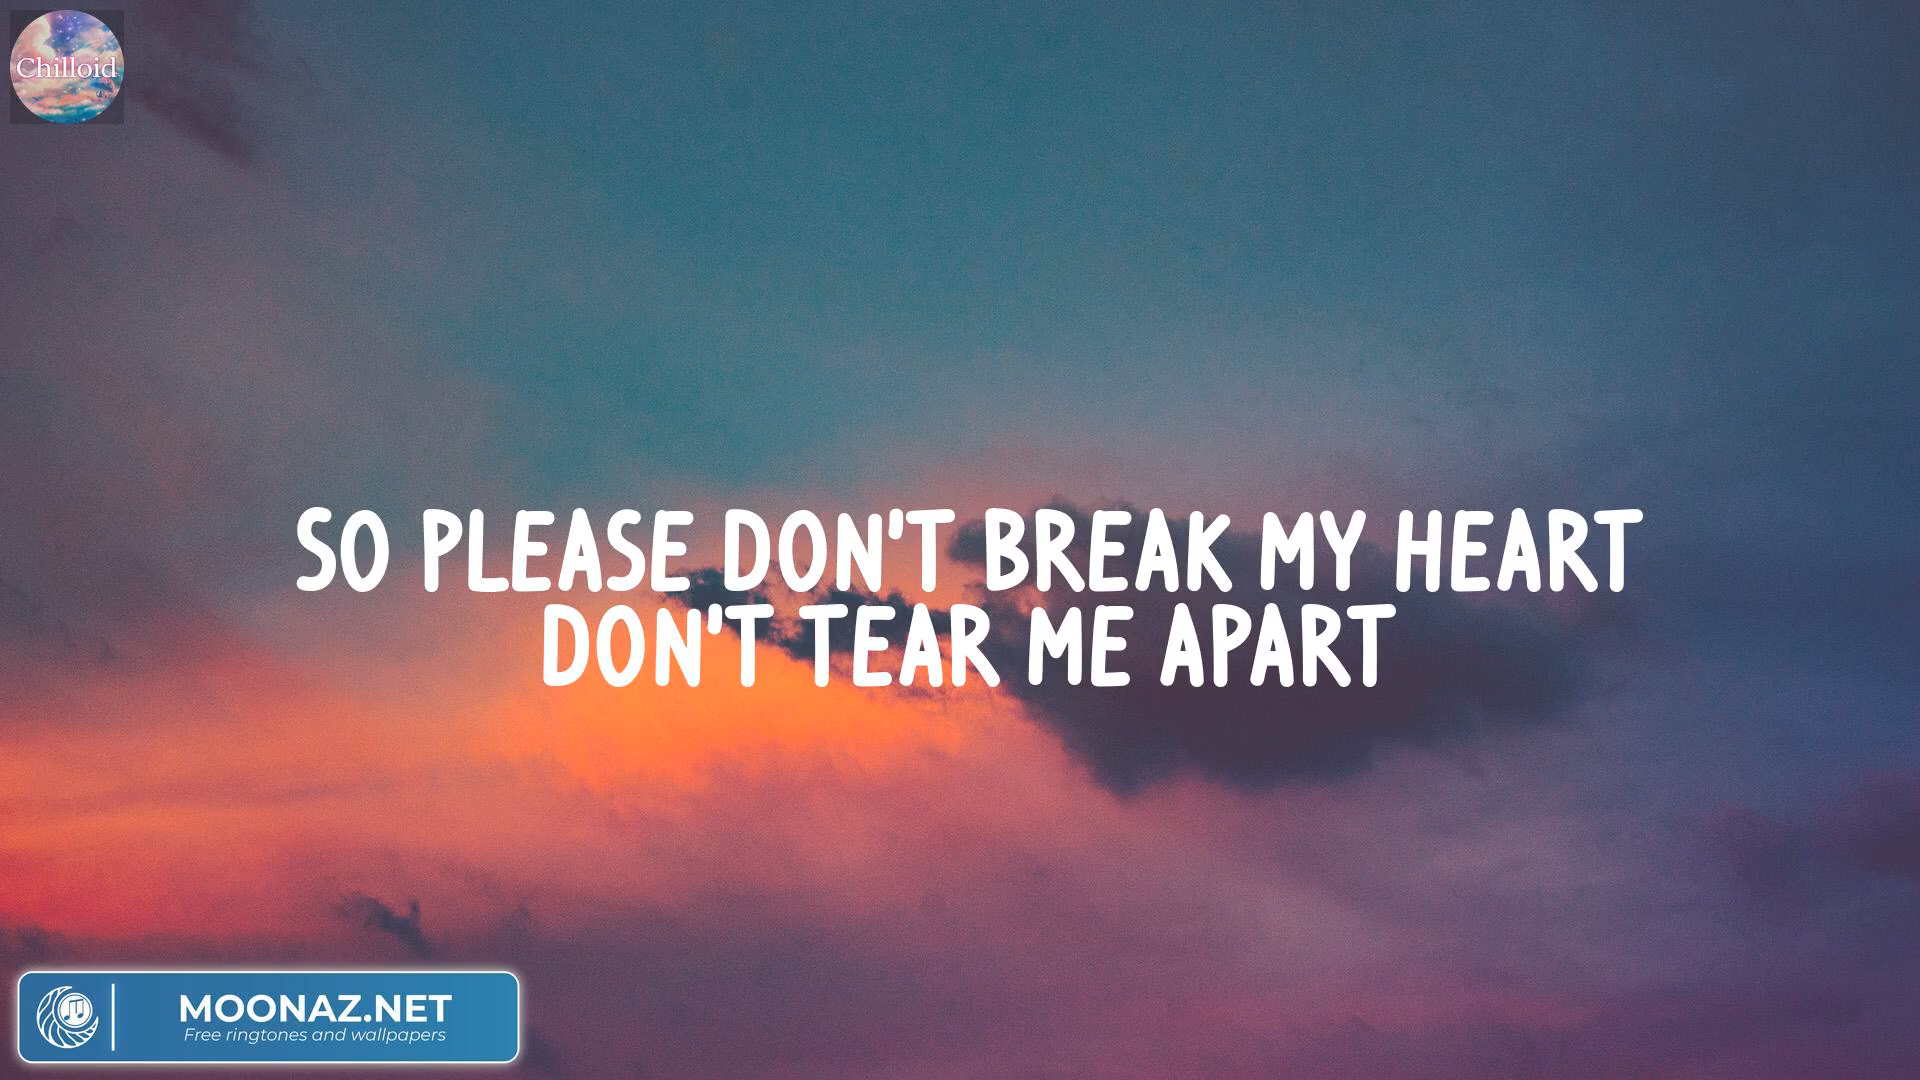 Chilloid
SO PLEASE DON'T BREAK MY HEART
DON'T TEAR ME APART
MOONAZ.NET
Free ringtones and wallpapers